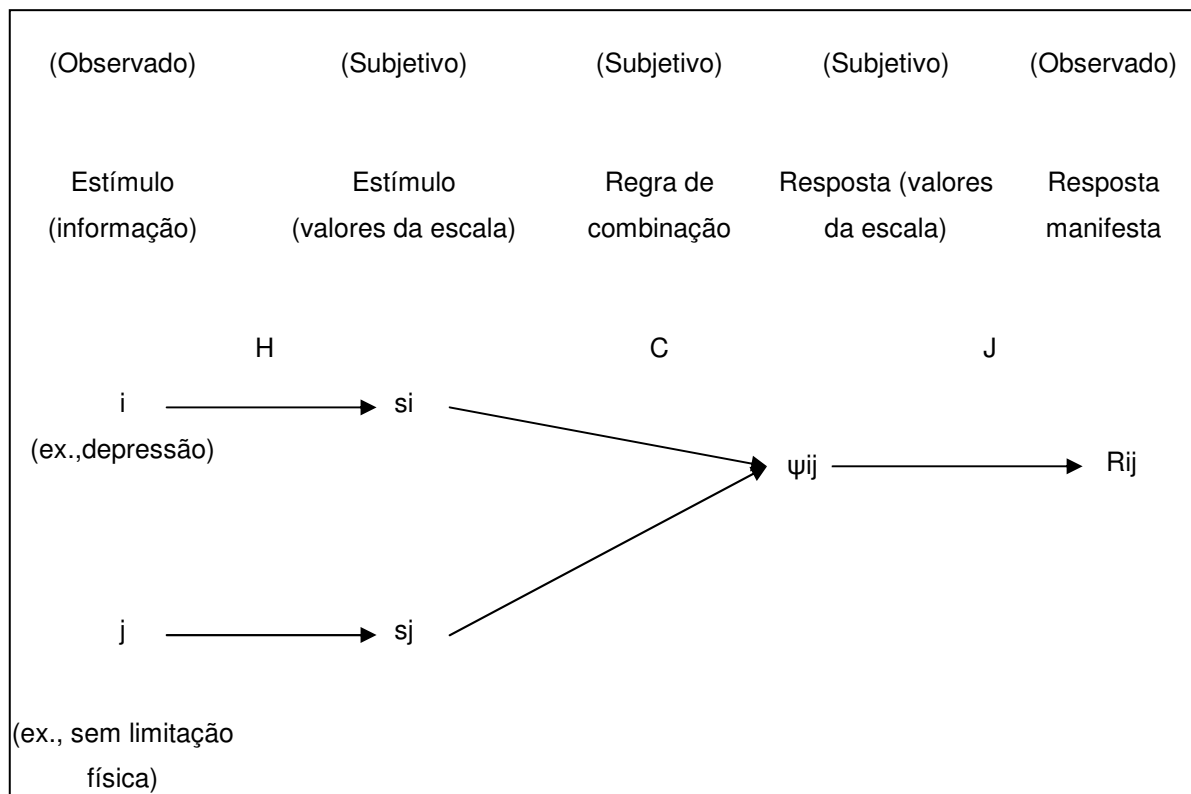 (Observado) (Subjetivo) (Subjetivo) (Subjetivo) (Observado)
Estímulo Estímulo Regra de Resposta (valores Resposta
(informação) (valores da escala) combinação da escala) manifesta
H C J
i si
(ex.,depressão)
ψij Rij
j sj
(ex., sem limitação
física)